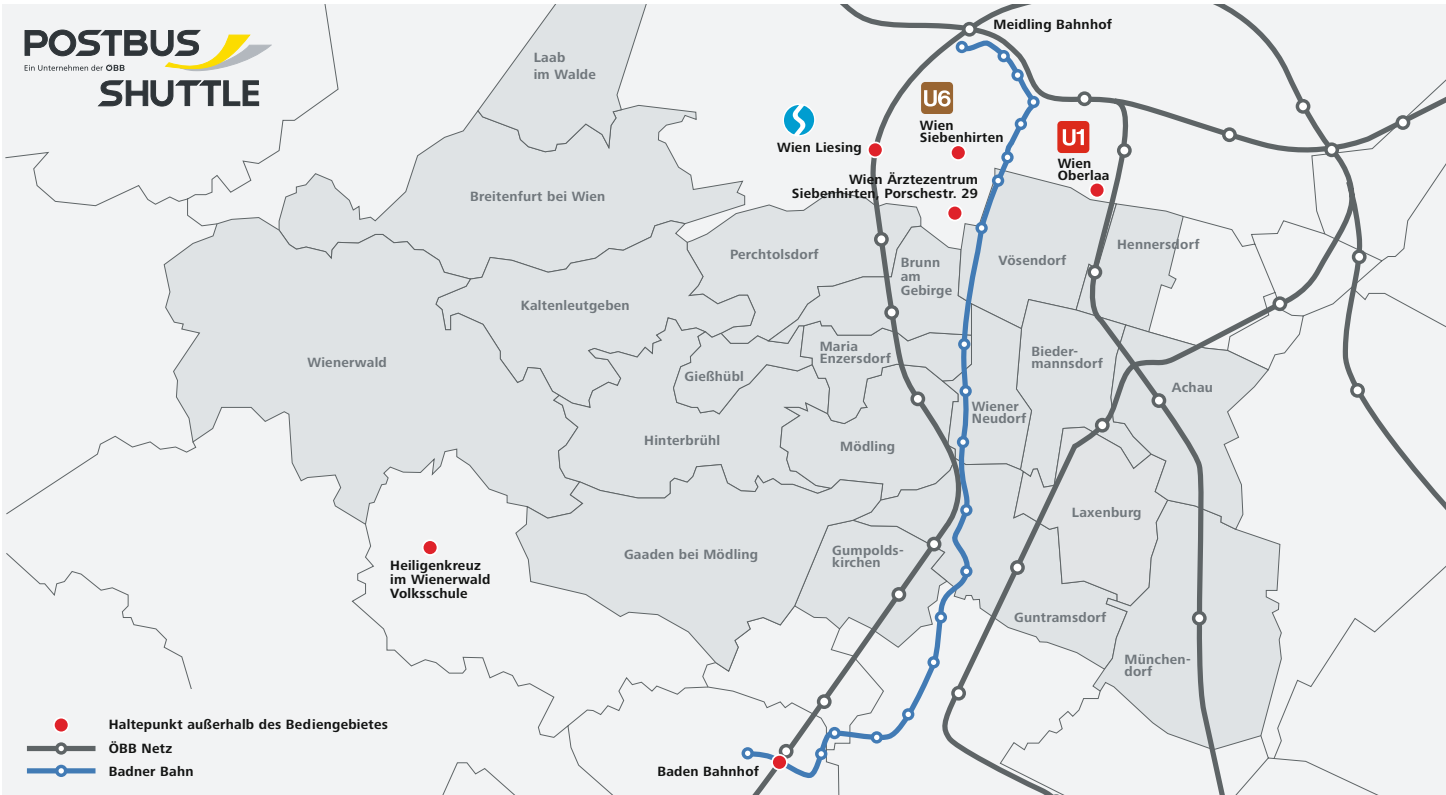 POSTBUS
Ein Unternehmen der ÖBB
SHUTTLE
Meidling Bahnhof
Laab
im Walde
U6
Wien
Siebenhirten
U1
Wien
Oberlaa
Wien Liesing
Wien Ärztezentrum
Siebenhirten, Porschestr. 29
Breitenfurt bei Wien
Perchtolsdorf
Brunn
am
Gebirge
Vösendorf
Hennersdorf
Kaltenleutgeben
Wienerwald
Maria
Enzersdorf
Gießhübl
Bieder-
mannsdorf
Achau
Wiener
Neudorf
Hinterbrühl
Mödling
Laxenburg
Gaaden bei Mödling
Gumpolds-
kirchen
Heiligenkreuz
im Wienerwald
Volksschule
Guntramsdorf
München-
dorf
Haltepunkt außerhalb des Bediengebietes
ÖBB Netz
Badner Bahn
Baden Bahnhof